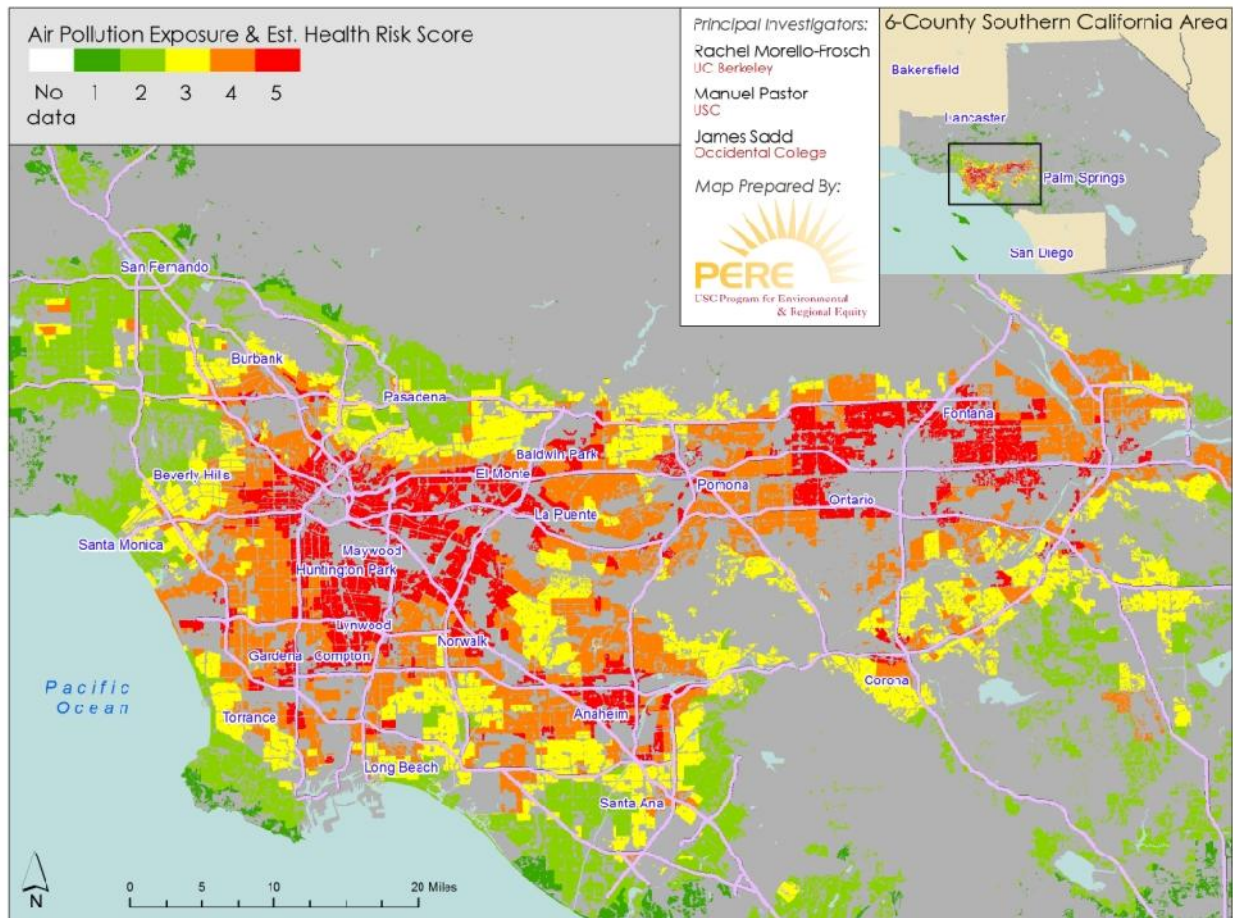 Air Pollution Exposure & Est. Health Risk Score
No data 1 2 3 4 5
Principal Investigators:
Rachel Morello-Frosch
UC Berkeley
Manuel Pastor
USC
James Sadd
Occidental College
Map Prepared By:
PERE
USC Program for Environmental
& Regional Equity
6-County Southern California Area
Bakersfield
Lancaster
Palm Springs
San Diego
San Fernando
Burbank
Pasadena
Fontana
Baldwin Park
Beverly Hills
El Monte
Pomona
Ontario
La Puente
Santa Monica
Maywood
Huntington Park
Lynwood
Norwalk
Gardena
Compton
Corona
Pacific
Ocean
Torrance
Anaheim
Long Beach
Santa Ana
0 5 10 20 Miles
N